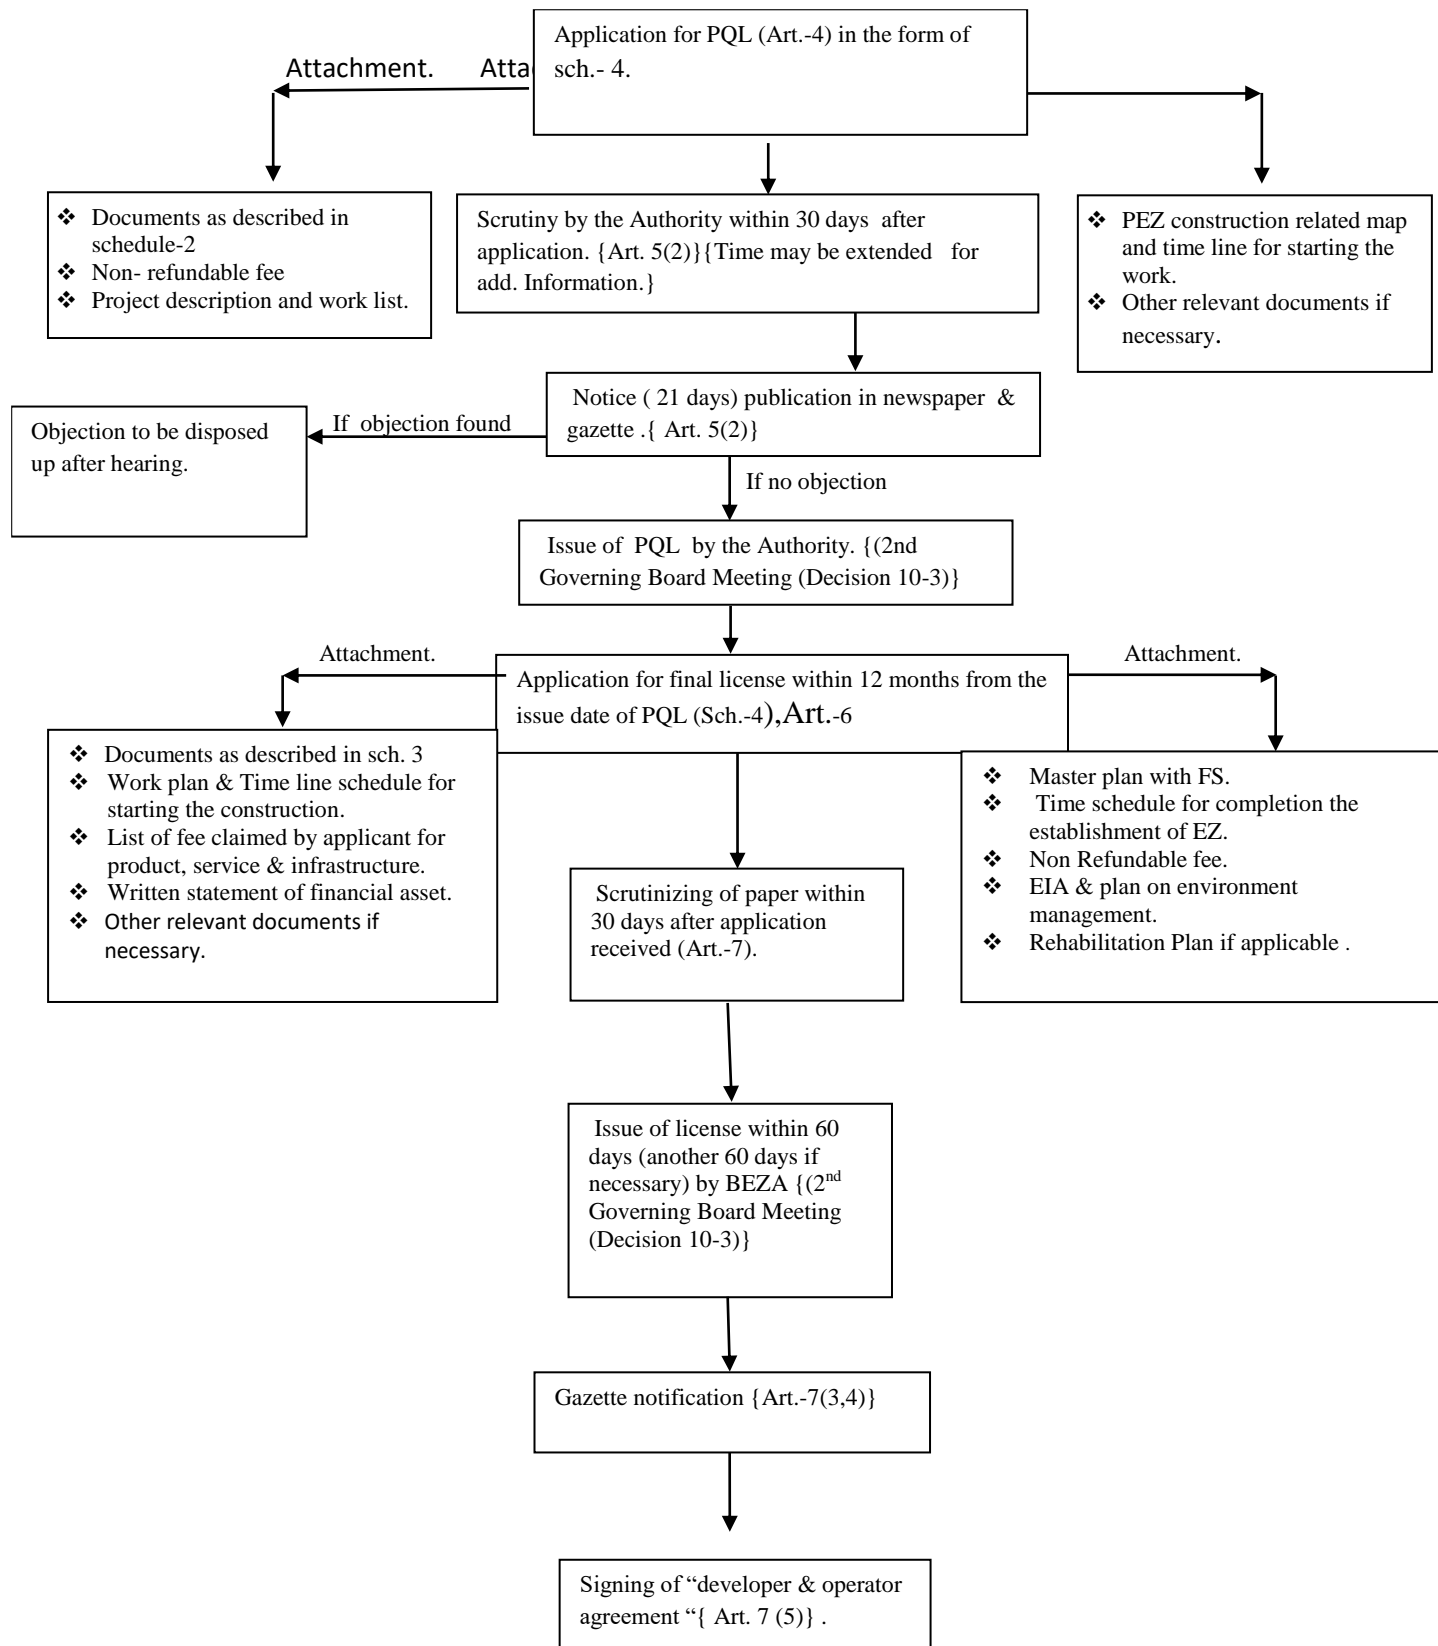 Application for PQL (Art.-4) in the form of
sch.- 4.
Attachment.
Atta
❖ Documents as described in
schedule-2
❖ Non- refundable fee
❖ Project description and work list.
Scrutiny by the Authority within 30 days after
application. {Art. 5(2)}{Time may be extended for
add. Information.}
❖ PEZ construction related map
and time line for starting the
work.
❖ Other relevant documents if
necessary.
Notice ( 21 days) publication in newspaper &
gazette .{ Art. 5(2)}
If objection found
Objection to be disposed
up after hearing.
If no objection
Issue of PQL by the Authority. {(2nd
Governing Board Meeting (Decision 10-3)}
Attachment.
Application for final license within 12 months from the
issue date of PQL (Sch.-4),Art.-6
Attachment.
❖ Documents as described in sch. 3
❖ Work plan & Time line schedule for
starting the construction.
❖ List of fee claimed by applicant for
product, service & infrastructure.
❖ Written statement of financial asset.
❖ Other relevant documents if
necessary.
❖ Master plan with FS.
❖ Time schedule for completion the
establishment of EZ.
❖ Non Refundable fee.
❖ EIA & plan on environment
management.
❖ Rehabilitation Plan if applicable .
Scrutinizing of paper within
30 days after application
received (Art.-7).
Issue of license within 60
days (another 60 days if
necessary) by BEZA {(2nd
Governing Board Meeting
(Decision 10-3)}
Gazette notification {Art.-7(3,4)}
Signing of “developer & operator
agreement “{ Art. 7 (5)} .